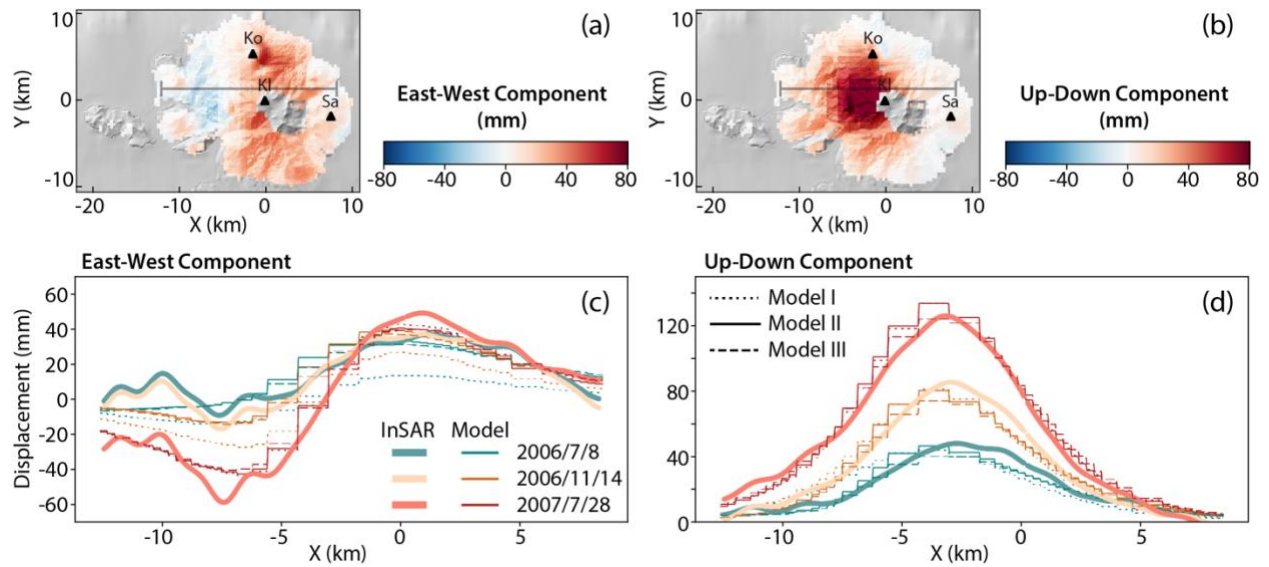 (a)
10
0
-10
Y (km)
Ko
Kl
Sa
-20
-10
0
10
X (km)
East-West Component
(mm)
-80
-40
0
40
80
(b)
10
0
-10
Y (km)
Ko
Kl
Sa
-20
-10
0
10
X (km)
Up-Down Component
(mm)
-80
-40
0
40
80
East-West Component
(c)
60
40
20
0
-20
-40
-60
Displacement (mm)
InSAR Model
2006/7/8
2006/11/14
2007/7/28
-10
-5
0
5
X (km)
Up-Down Component
(d)
Model I
Model II
Model III
120
80
40
0
-10
-5
0
5
X (km)